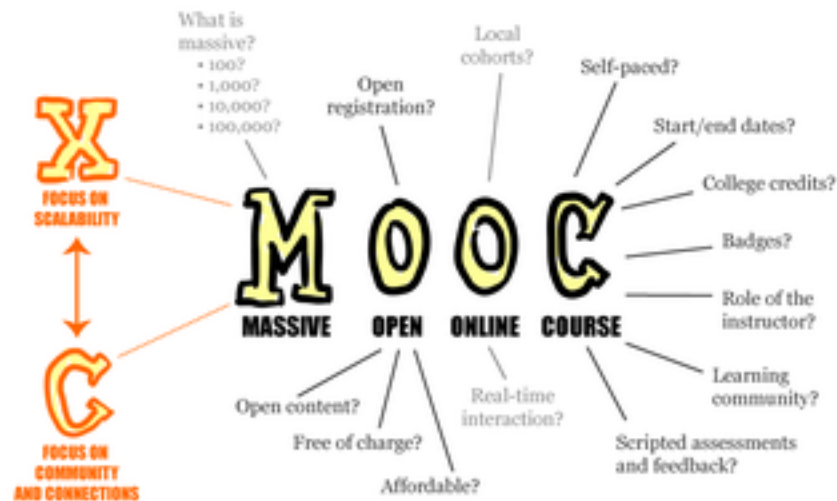 What is
massive?
• 100?
• 1,000?
• 10,000?
• 100,000?
Open
registration?
Local
cohorts?
Self-paced?
Start/end dates?
College credits?
Badges?
Role of the
instructor?
Learning
community?
Scripted assessments
and feedback?
X
FOCUS ON
SCALABILITY
C
FOCUS ON
COMMUNITY
AND CONNECTIONS
MOOC
MASSIVE OPEN ONLINE COURSE
Open content?
Free of charge?
Affordable?
Real-time
interaction?